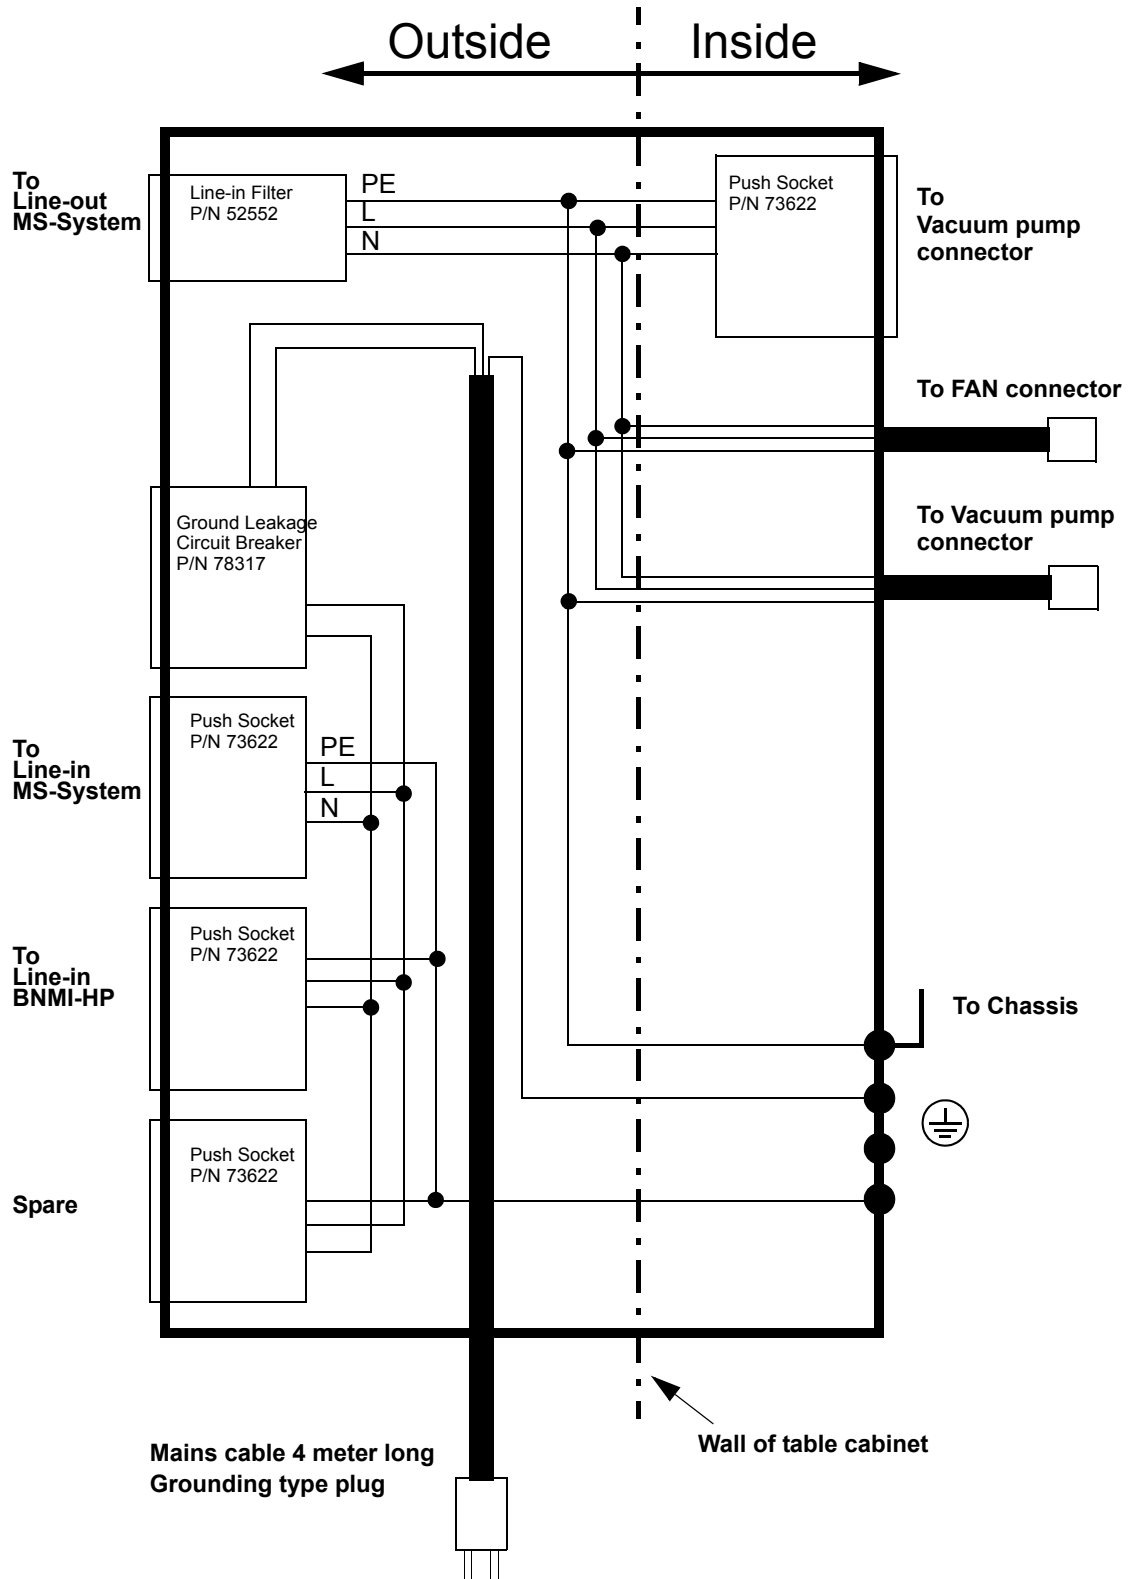 Outside
Inside
To
Line-out
MS-System
Line-in Filter
P/N 52552
PE
L
N
Push Socket
P/N 73622
To
Vacuum pump
connector
To FAN connector
To Vacuum pump
connector
Ground Leakage
Circuit Breaker
P/N 78317
To
Line-in
MS-System
Push Socket
P/N 73622
PE
L
N
To
Line-in
BNMI-HP
Push Socket
P/N 73622
To Chassis
Spare
Push Socket
P/N 73622
Wall of table cabinet
Mains cable 4 meter long
Grounding type plug